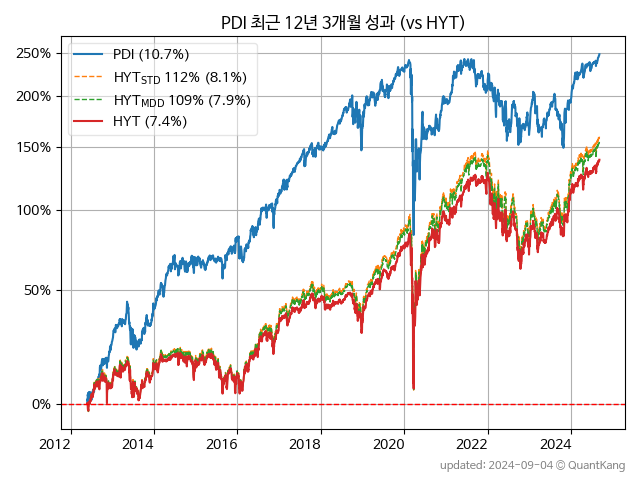 PDI 최근 12년 3개월 성과 (vs HYT)
PDI (10.7%)
HYT_STD 112% (8.1%)
HYT_MDD 109% (7.9%)
HYT (7.4%)
250%
200%
150%
100%
50%
0%
2012 2014 2016 2018 2020 2022 2024
updated: 2024-09-04 @ QuantKang